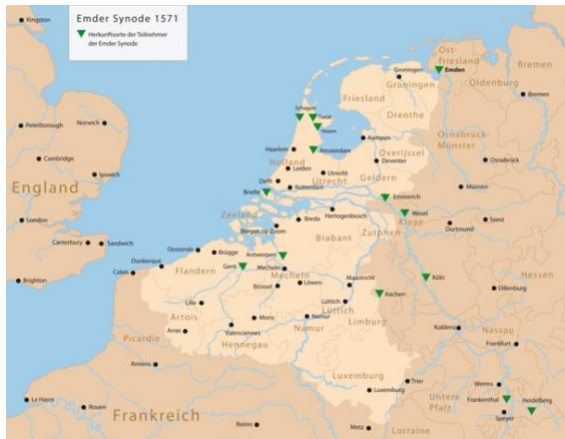 Emder Synode 1571
Herkunftsorte der Teilnehmer
der Emder Synode
Kingston
Ost-
friesland
Groningen
Emden
Bremen
Groningen
Oldenburg
Bremen
Friesland
Schagen
Drenthe
Hoorn
Peterborough
Norwich
Osnabrück-
Münster
Kampen
Haarlem
Amsterdam
Overijssel
Cambridge
Holland
Deventer
Osnabrück
Leiden
Utrecht
Ipswich
Utrecht
Geldern
Delft
Münster
England
Brielle
Rotterdam
Emmerich
Wesel
London
Zeeland
Breda
Hertogenbosch
Kleve
Soest
Bergen op Zoom
Dortmund
Canterbury
Sandwich
Zutphen
Brabant
Oostende
Brügge
Antwerpen
Dunkerque
Hessen
Brighton
Calais
Flandern
Gent
Mecheln
Mecheln
Köln
Brüssel
Löwen
Maastricht
Dillenburg
Aachen
Lille
Lüttich
Artois
Lüttich
Mons
Namur
Limburg
Koblenz
Nassau
Arras
Valenciennes
Namur
Picardie
Hennegau
Frankfurt
Amiens
Luxemburg
Trier
Worms
Luxemburg
Untere
Pfalz
Frankenthal
Heidelberg
Le Havre
Rouen
Speyer
Frankreich
Reims
Metz
Lorraine